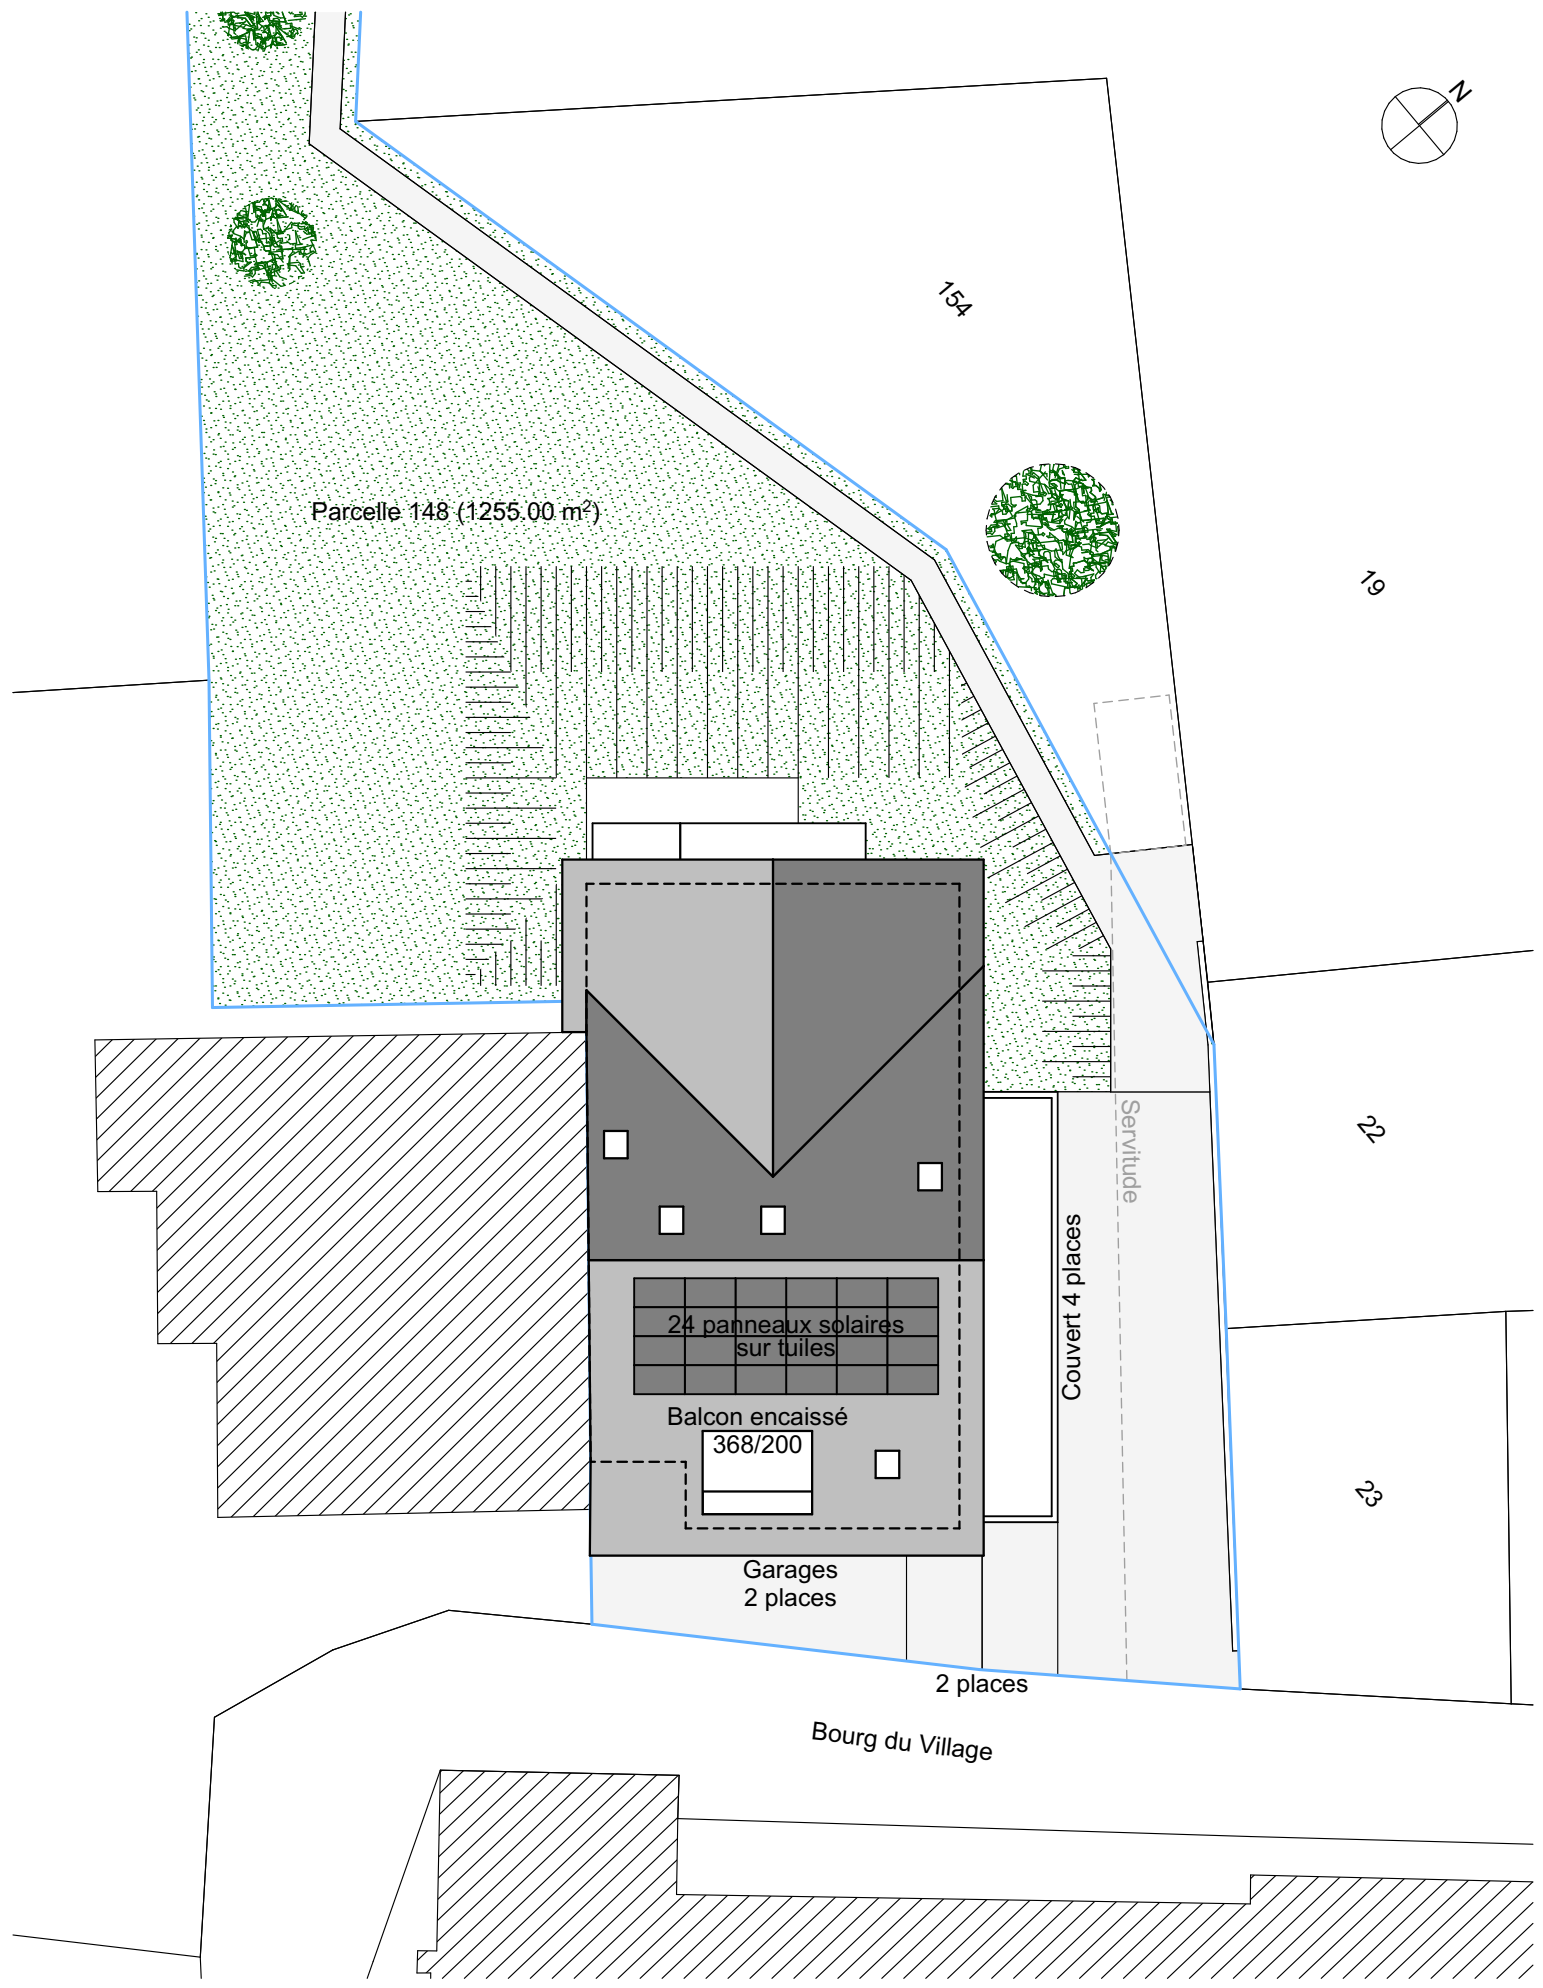 N
154
Parcelle 148 (1255.00 m²)
19
Servitude
22
Couvert 4 places
24 panneaux solaires
sur tuiles
Balcon encaissé
368/200
23
Garages
2 places
2 places
Bourg du Village